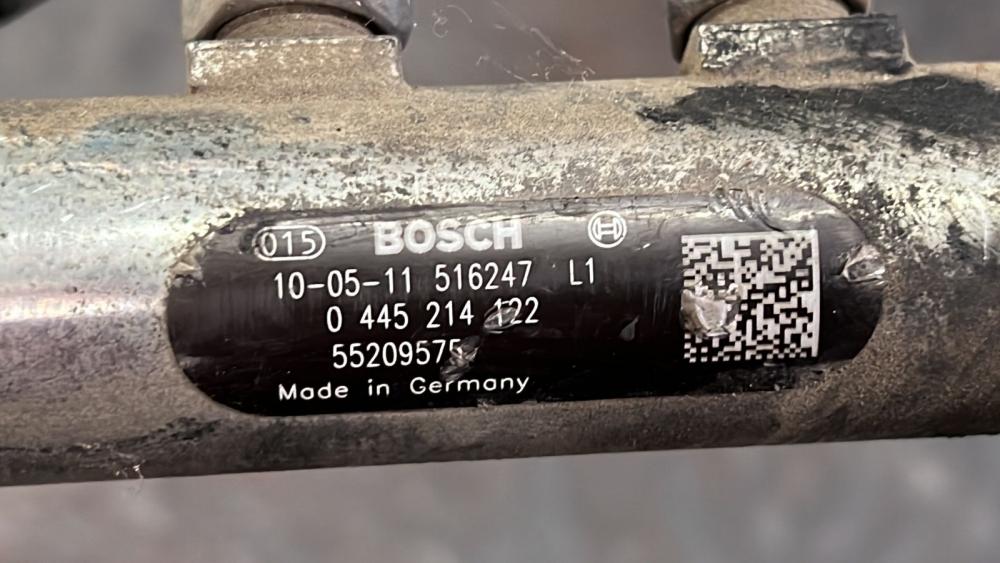 015 BOSCH
10-05-11 516247 L1
0 445 214 122
55209575
Made in Germany